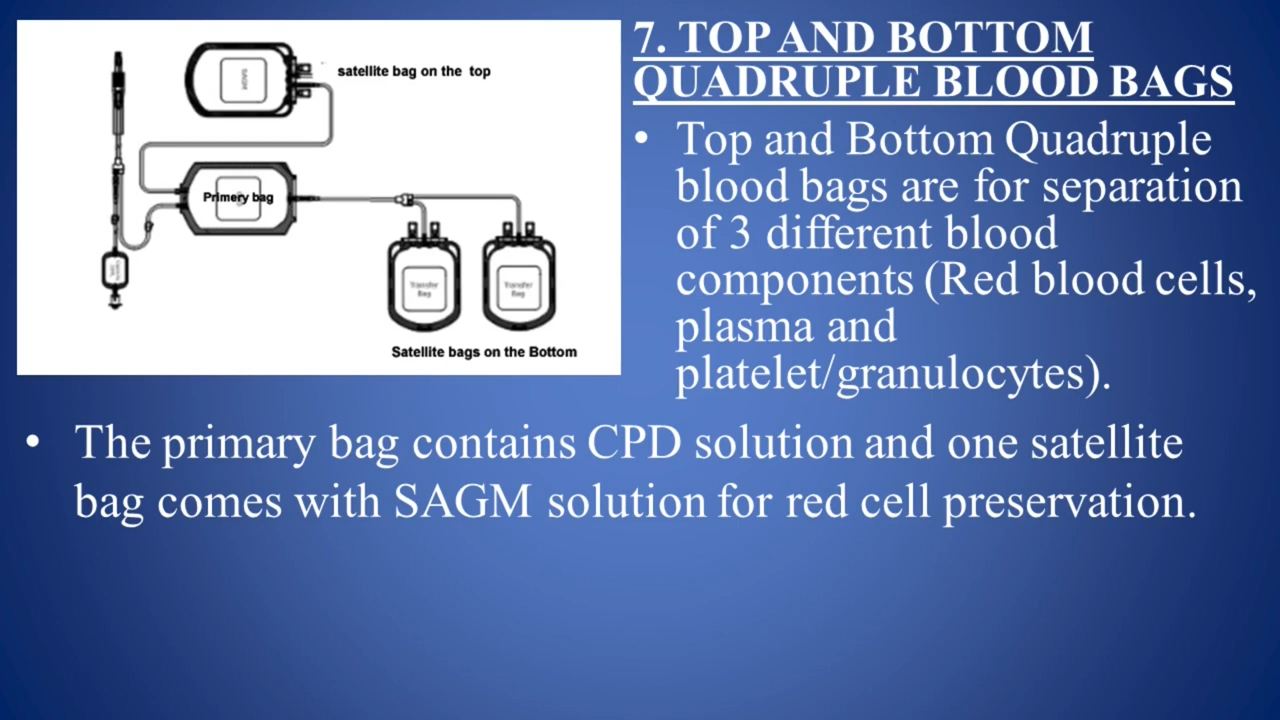 7. TOP AND BOTTOM
QUADRUPLE BLOOD BAGS
• Top and Bottom Quadruple
blood bags are for separation
of 3 different blood
components (Red blood cells,
plasma and
platelet/granulocytes).
satellite bag on the top
SAGM
Primery bag
Transfer
Bag
Transfer
Bag
Satellite bags on the Bottom
• The primary bag contains CPD solution and one satellite
bag comes with SAGM solution for red cell preservation.